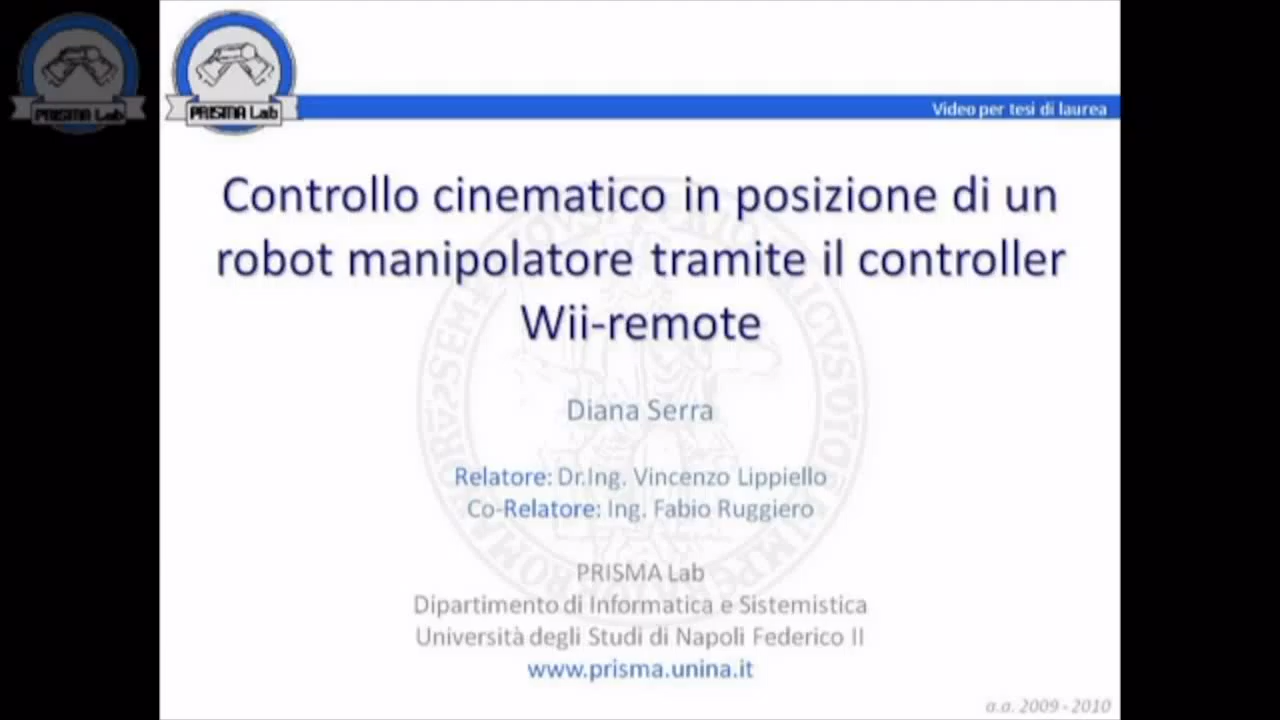 PRISMA Lab
PRISMA Lab
Video per tesi di laurea
Controllo cinematico in posizione di un
robot manipolatore tramite il controller
Wii-remote
Diana Serra
Relatore: Dr.Ing. Vincenzo Lippiello
Co-Relatore: Ing. Fabio Ruggiero
PRISMA Lab
Dipartimento di Informatica e Sistemistica
Università degli Studi di Napoli Federico II
www.prisma.unina.it
a.a. 2009 - 2010